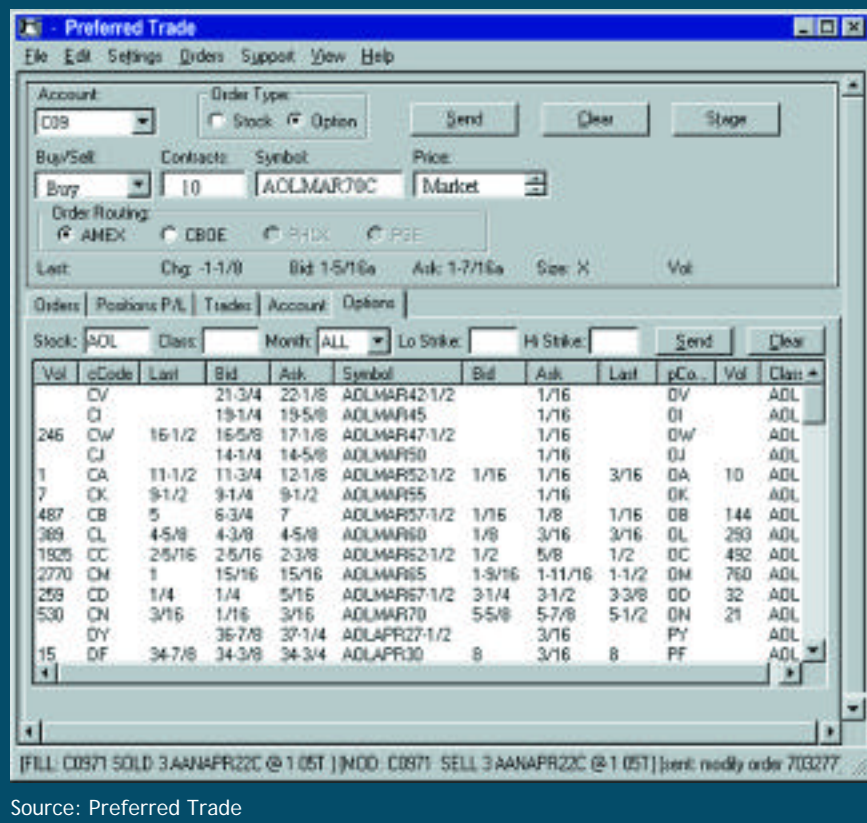 - Preferred Trade
File Edit Settings Orders Support View Help
Account: Order Type:
C09 Stock Option Send Clear Stage
Buy/Sell: Contracts: Symbol: Price:
Buy 10 AOLMAR70C Market
Order Routing:
AMEX CBOE PHLX PSE
Last: Chg: -1-1/8 Bid: 1-5/16a Ask: 1-7/16a Size: X Vol:
Orders Positions P/L Trades Account Options
Stock: AOL Class: Month: ALL Lo Strike: Hi Strike: Send Clear
Vol cCode Last Bid Ask Symbol Bid Ask Last pCo... Vol Class
CV 21-3/4 22-1/8 AOLMAR42-1/2 1/16 OV AOL
CI 19-1/4 19-5/8 AOLMAR45 1/16 OI AOL
246 CW 16-1/2 16-5/8 17-1/8 AOLMAR47-1/2 1/16 OW AOL
CJ 14-1/4 14-5/8 AOLMAR50 1/16 OJ AOL
1 CA 11-1/2 11-3/4 12-1/8 AOLMAR52-1/2 1/16 1/16 3/16 OA 10 AOL
7 CK 9-1/2 9-1/4 9-1/2 AOLMAR55 1/16 OK AOL
487 CB 5 6-3/4 7 AOLMAR57-1/2 1/16 1/8 1/16 OB 144 AOL
389 CL 4-5/8 4-3/8 4-5/8 AOLMAR60 1/8 3/16 3/16 OL 293 AOL
1925 CC 2-5/16 2-5/16 2-3/8 AOLMAR62-1/2 1/2 5/8 1/2 OC 492 AOL
2770 CM 1 15/16 15/16 AOLMAR65 1-9/16 1-11/16 1-1/2 OM 760 AOL
259 CD 1/4 1/4 5/16 AOLMAR67-1/2 3-1/4 3-1/2 3-3/8 OD 32 AOL
530 CN 3/16 1/16 3/16 AOLMAR70 5-5/8 5-7/8 5-1/2 ON 21 AOL
DY 36-7/8 37-1/4 AOLAPR27-1/2 3/16 PY AOL
15 DF 34-7/8 34-3/8 34-3/4 AOLAPR30 8 3/16 8 PF AOL
[FILL: C0971 SOLD 3 AANAPR22C @ 1 05T ] [MOD: C0971 SELL 3 AANAPR22C @ 1 05T] [sent: modify order 703277
Source: Preferred Trade